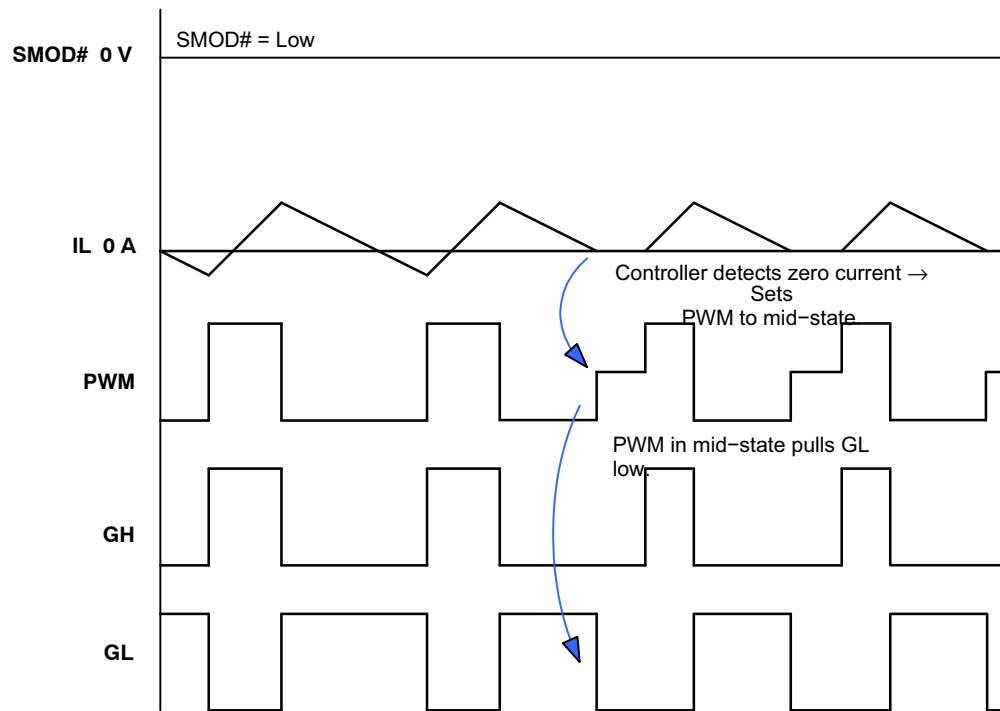 SMOD# = Low
SMOD# 0 V
IL 0 A
Controller detects zero current →
Sets
PWM to mid−state.
PWM
PWM in mid−state pulls GL
low.
GH
GL